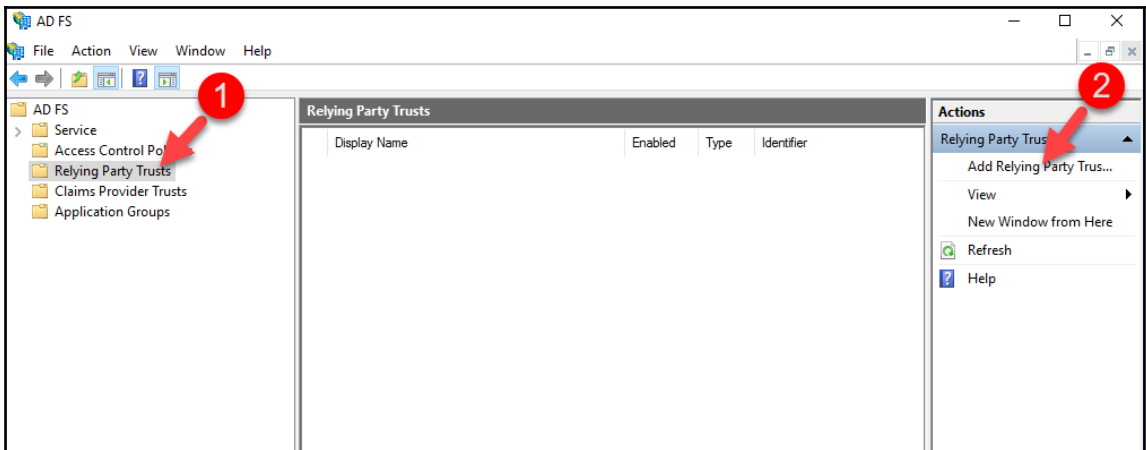 AD FS
File Action View Window Help
1
2
AD FS
Service
Access Control Pol
Relying Party Trusts
Claims Provider Trusts
Application Groups
Relying Party Trusts
Display Name Enabled Type Identifier
Actions
Relying Party Trus
Add Relying Party Trus...
View
New Window from Here
Refresh
Help